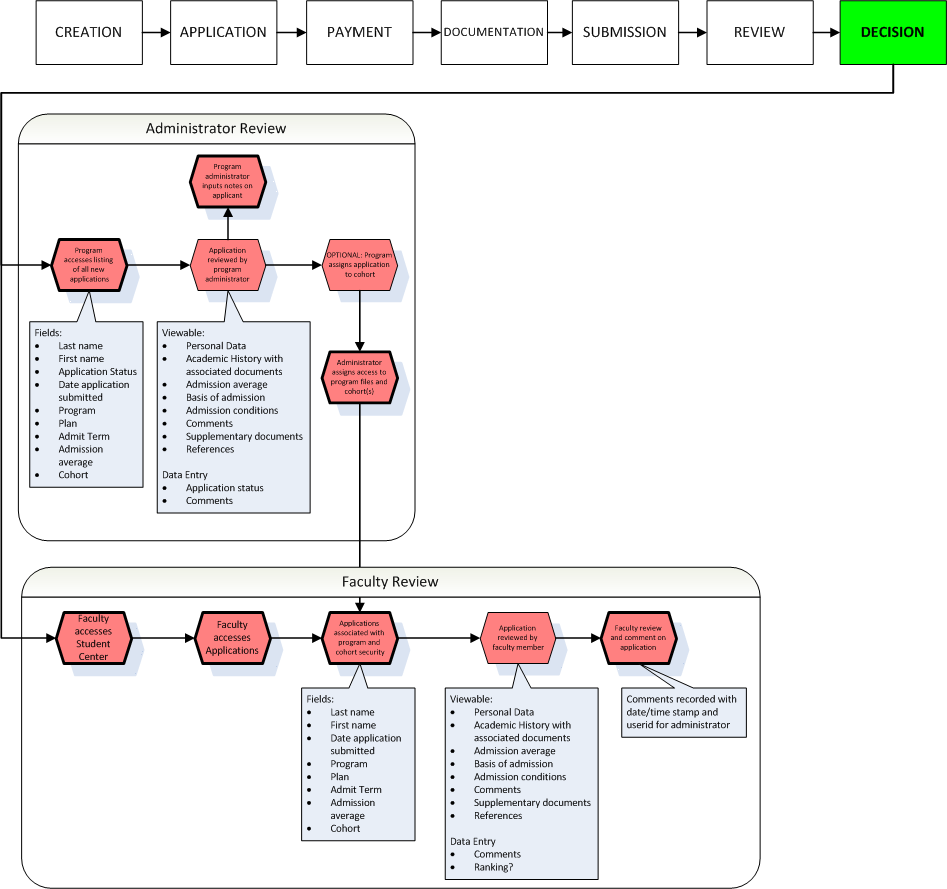 CREATION
APPLICATION
PAYMENT
DOCUMENTATION
SUBMISSION
REVIEW
DECISION
Administrator Review
Program
administrator
inputs notes on
applicant
Program
accesses listing
of all new
applications
Application
reviewed by
program
administrator
OPTIONAL: Program
assigns application
to cohort
Administrator
assigns access to
program files and
cohort(s)
Fields:
• Last name
• First name
• Application Status
• Date application
submitted
• Program
• Plan
• Admit Term
• Admission
average
• Cohort
Viewable:
• Personal Data
• Academic History with
associated documents
• Admission average
• Basis of admission
• Admission conditions
• Comments
• Supplementary documents
• References
Data Entry
• Application status
• Comments
Faculty Review
Faculty
accesses
Student
Center
Faculty
accesses
Applications
Applications
associated with
program and
cohort security
Application
reviewed by
faculty member
Faculty review
and comment on
application
Fields:
• Last name
• First name
• Date application
submitted
• Program
• Plan
• Admit Term
• Admission
average
• Cohort
Viewable:
• Personal Data
• Academic History with
associated documents
• Admission average
• Basis of admission
• Admission conditions
• Comments
• Supplementary documents
• References
Data Entry
• Comments
• Ranking?
Comments recorded with
date/time stamp and
userid for administrator